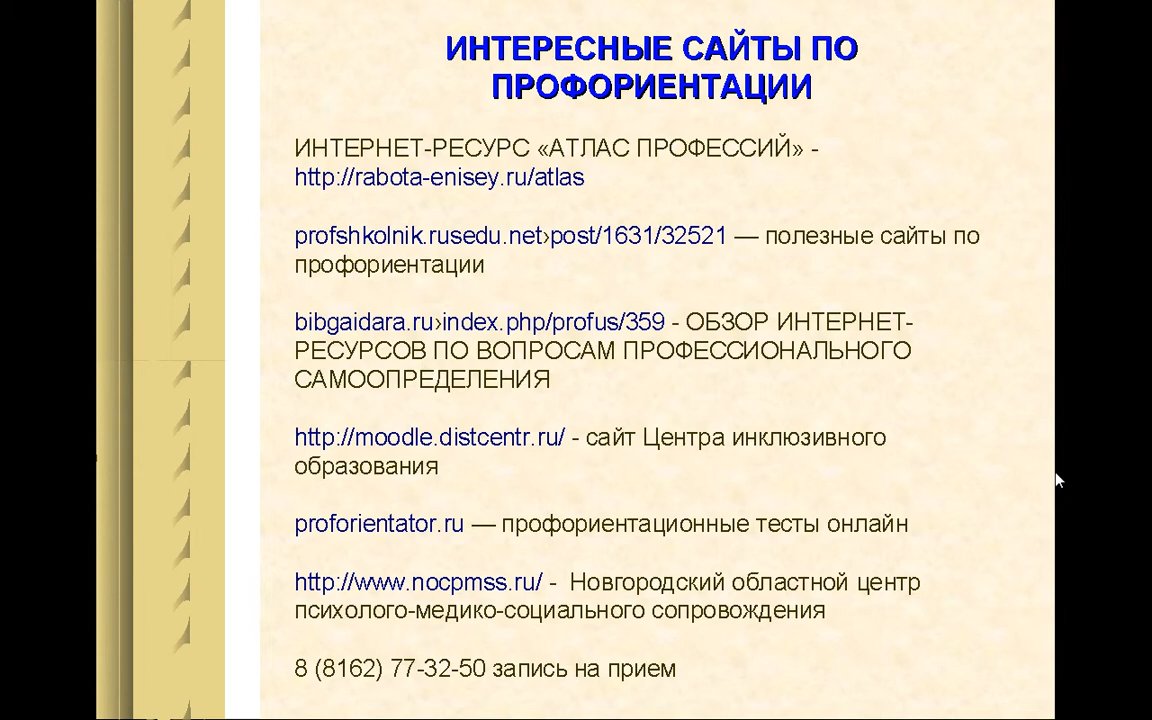 ИНТЕРЕСНЫЕ САЙТЫ ПО
ПРОФОРИЕНТАЦИИ
ИНТЕРНЕТ-РЕСУРС «АТЛАС ПРОФЕССИЙ» -
http://rabota-enisey.ru/atlas
profshkolnik.rusedu.net›post/1631/32521 — полезные сайты по
профориентации
bibgaidara.ru›index.php/profus/359 - ОБЗОР ИНТЕРНЕТ-
РЕСУРСОВ ПО ВОПРОСАМ ПРОФЕССИОНАЛЬНОГО
САМООПРЕДЕЛЕНИЯ
http://moodle.distcentr.ru/ - сайт Центра инклюзивного
образования
proforientator.ru — профориентационные тесты онлайн
http://www.nocpmss.ru/ - Новгородский областной центр
психолого-медико-социального сопровождения
8 (8162) 77-32-50 запись на прием